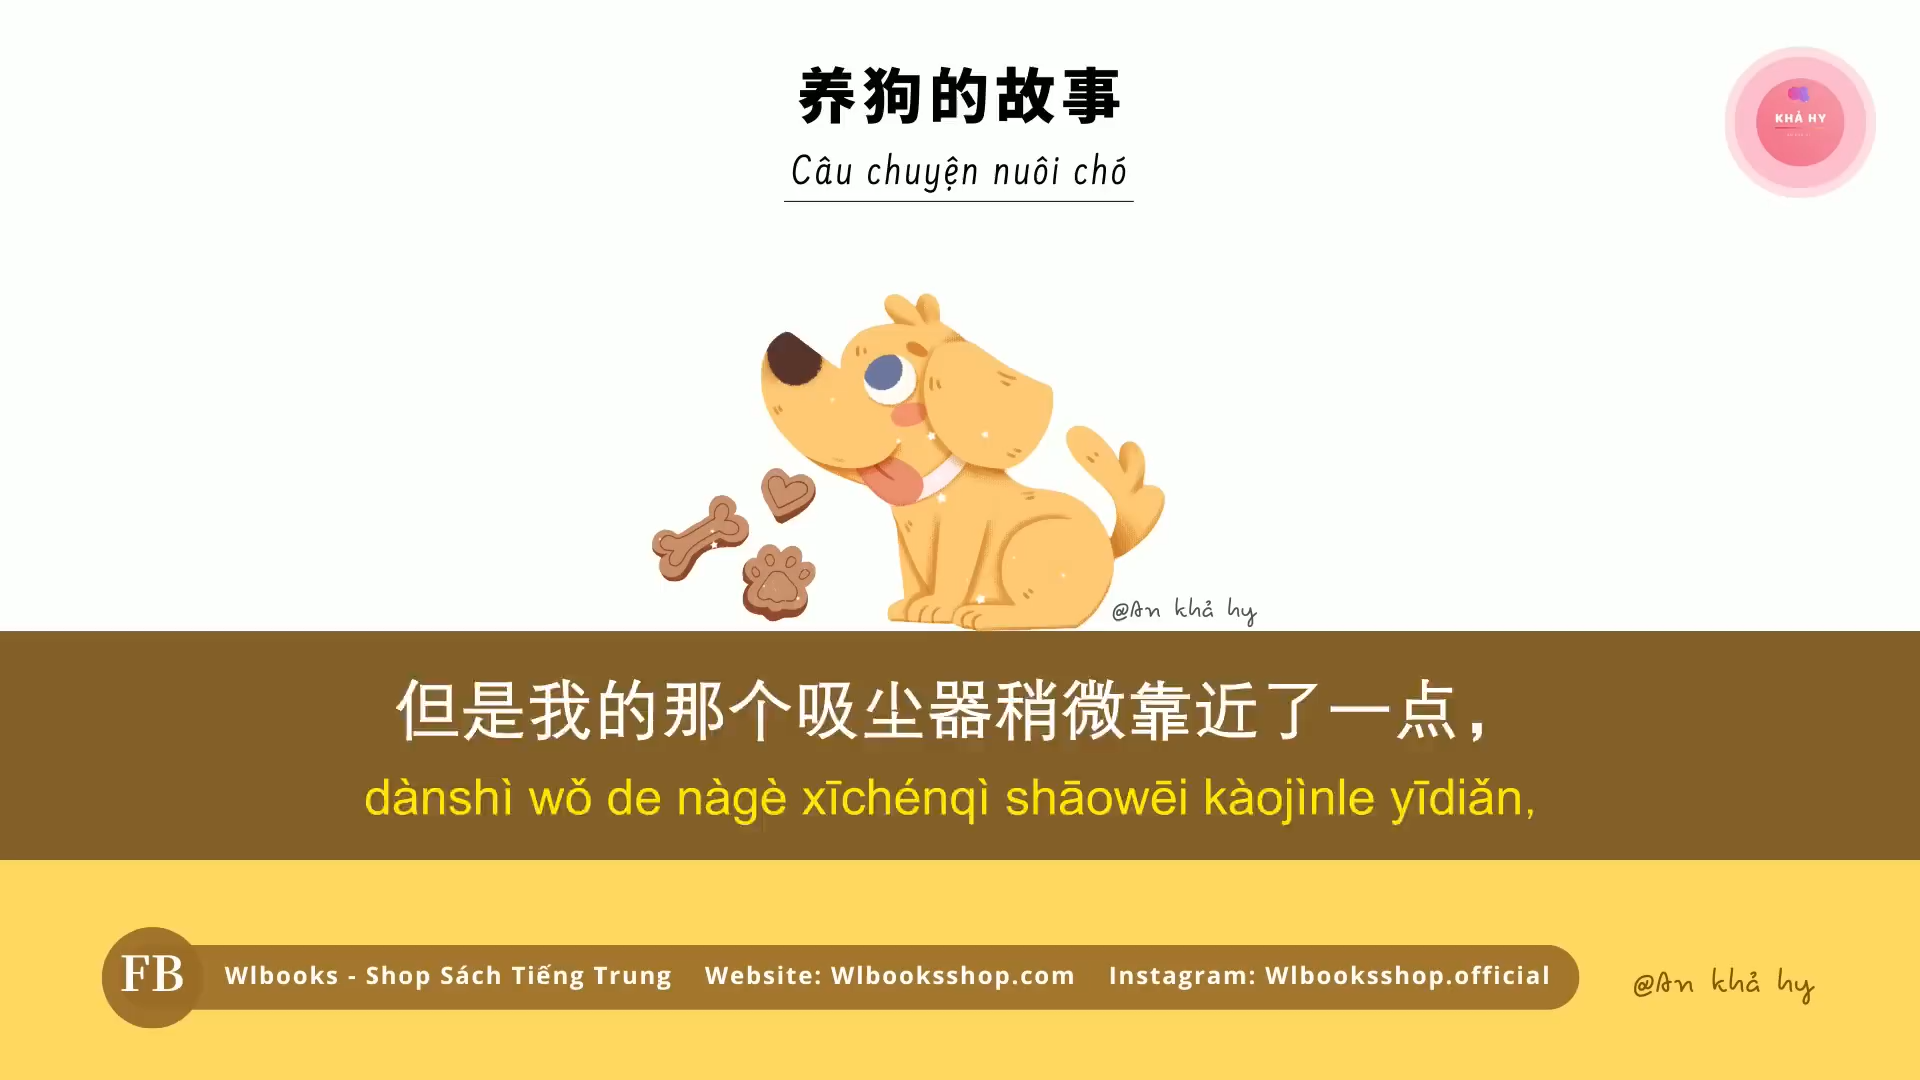 养狗的故事
Câu chuyện nuôi chó
KHẢ HY
@An khả hy
但是我的那个吸尘器稍微靠近了一点，
dànshì wǒ de nàgè xīchénqì shāowēi kàojìnle yīdiǎn,
FB
Wlbooks - Shop Sách Tiếng Trung Website: Wlbooksshop.com Instagram: Wlbooksshop.official
@An khả hy